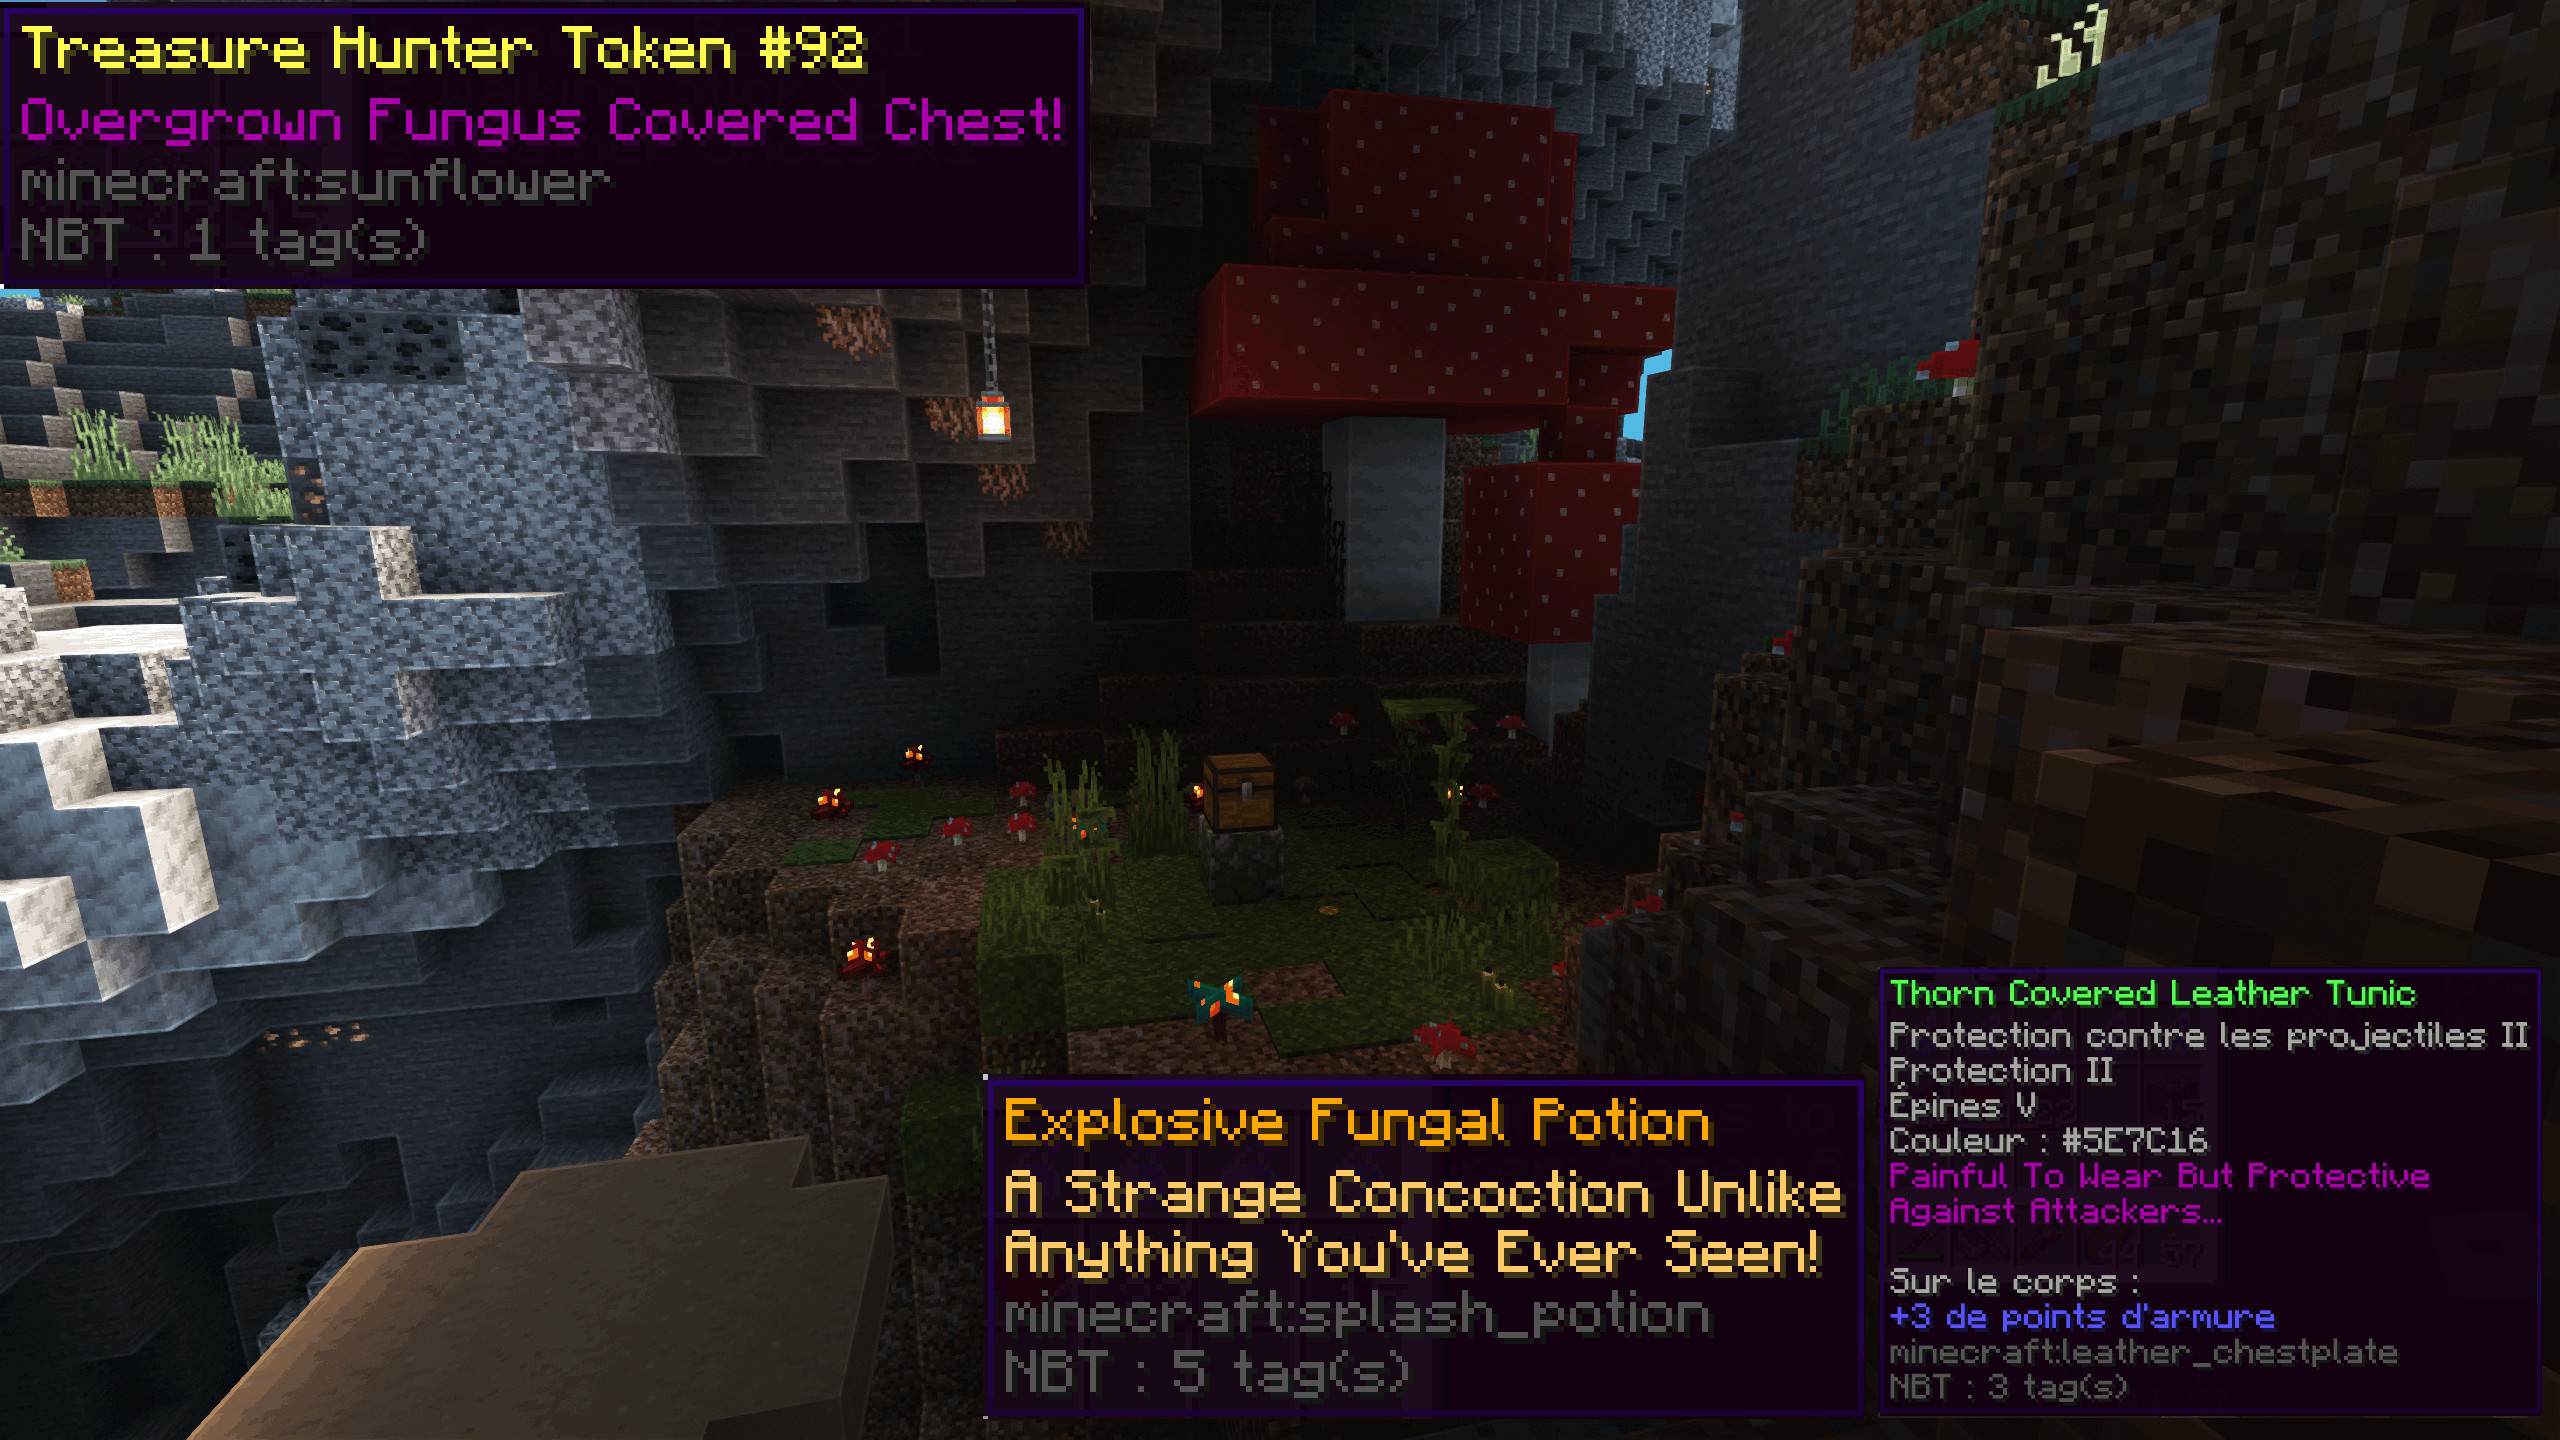 Treasure Hunter Token #92
Overgrown Fungus Covered Chest!
minecraft:sunflower
NBT : 1 tag(s)
Explosive Fungal Potion
A Strange Concoction Unlike
Anything You've Ever Seen!
minecraft:splash_potion
NBT : 5 tag(s)
Thorn Covered Leather Tunic
Protection contre les projectiles II
Protection II
Épines V
Couleur : #5E7C16
Painful To Wear But Protective
Against Attackers...
Sur le corps :
+3 de points d'armure
minecraft:leather_chestplate
NBT : 3 tag(s)